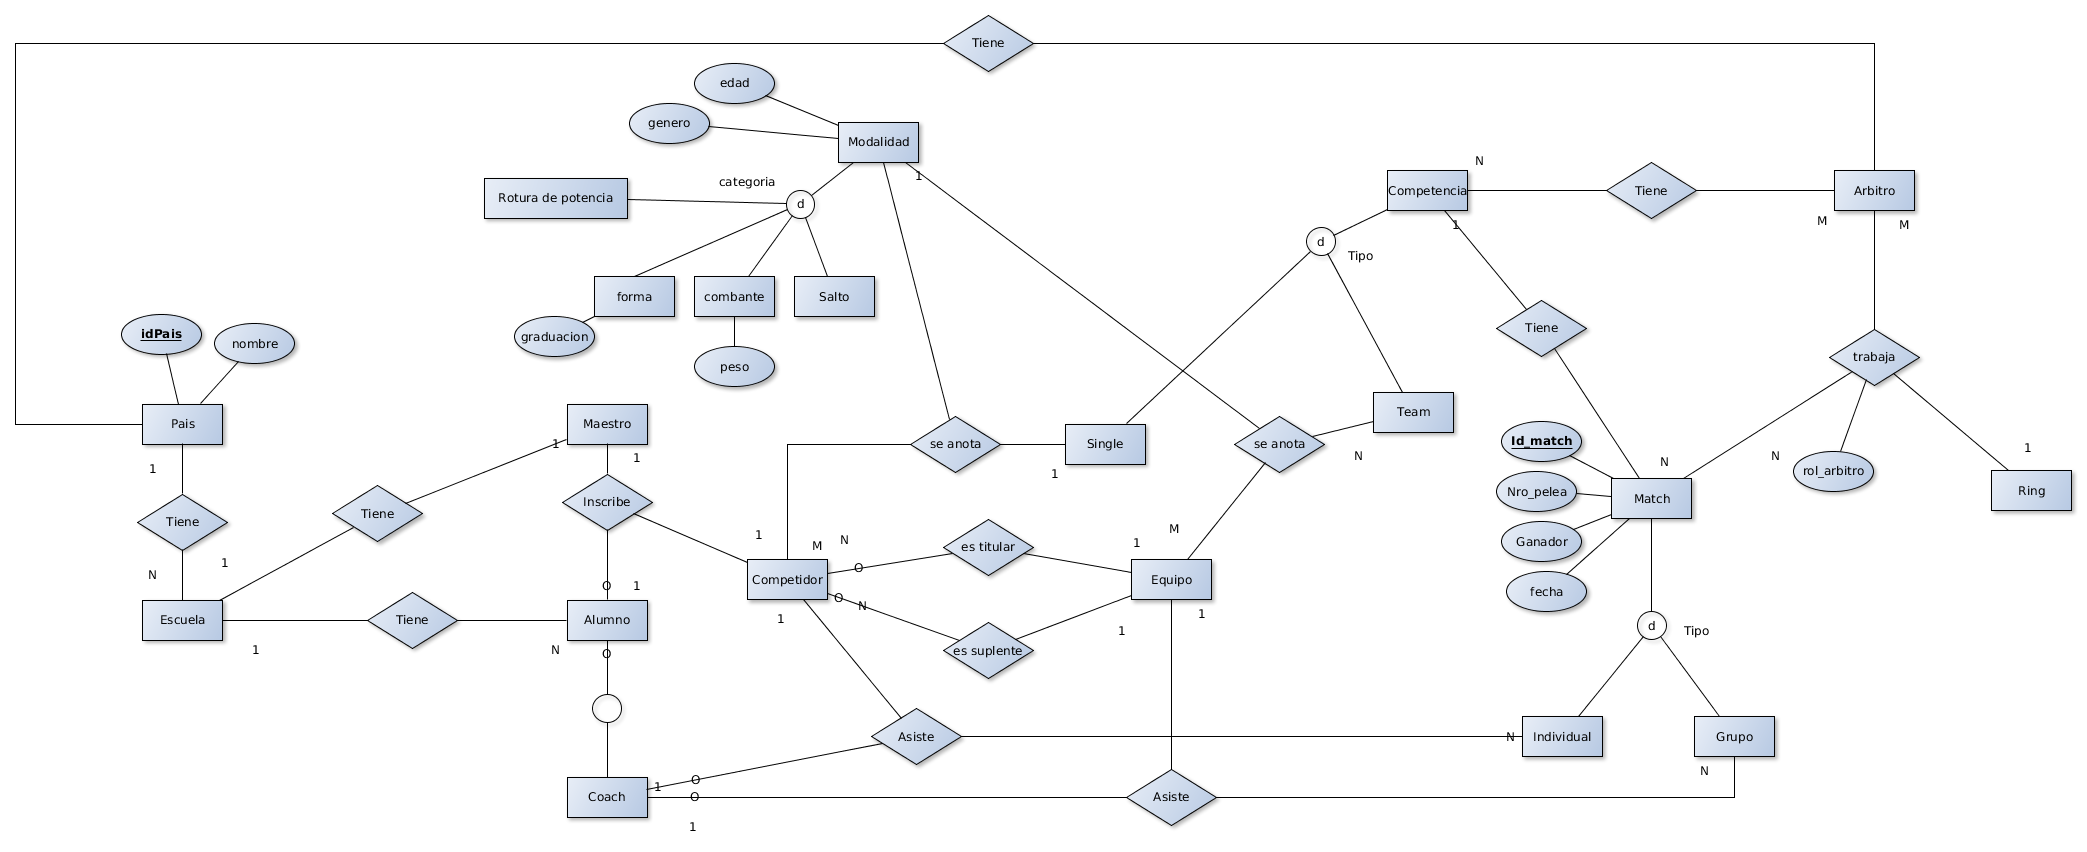 Tiene
edad
genero
Modalidad
1
N
categoria
Rotura de potencia
d
Competencia
Tiene
Arbitro
M
M
1
d
Tipo
forma
combante
Salto
graduacion
peso
idPais
nombre
Tiene
trabaja
Pais
Maestro
1
1
1
se anota
Single
1
se anota
Team
N
Id_match
N
N
rol_arbitro
1
Nro_pelea
Match
Ring
Ganador
fecha
Tiene
Tiene
Inscribe
N
1
1
M
N
O
es titular
M
1
Competidor
Equipo
O
N
O
1
1
es suplente
1
1
Escuela
Tiene
Alumno
1
N
O
d
Tipo
Asiste
N
Individual
Grupo
N
O
1
O
Coach
Asiste
1